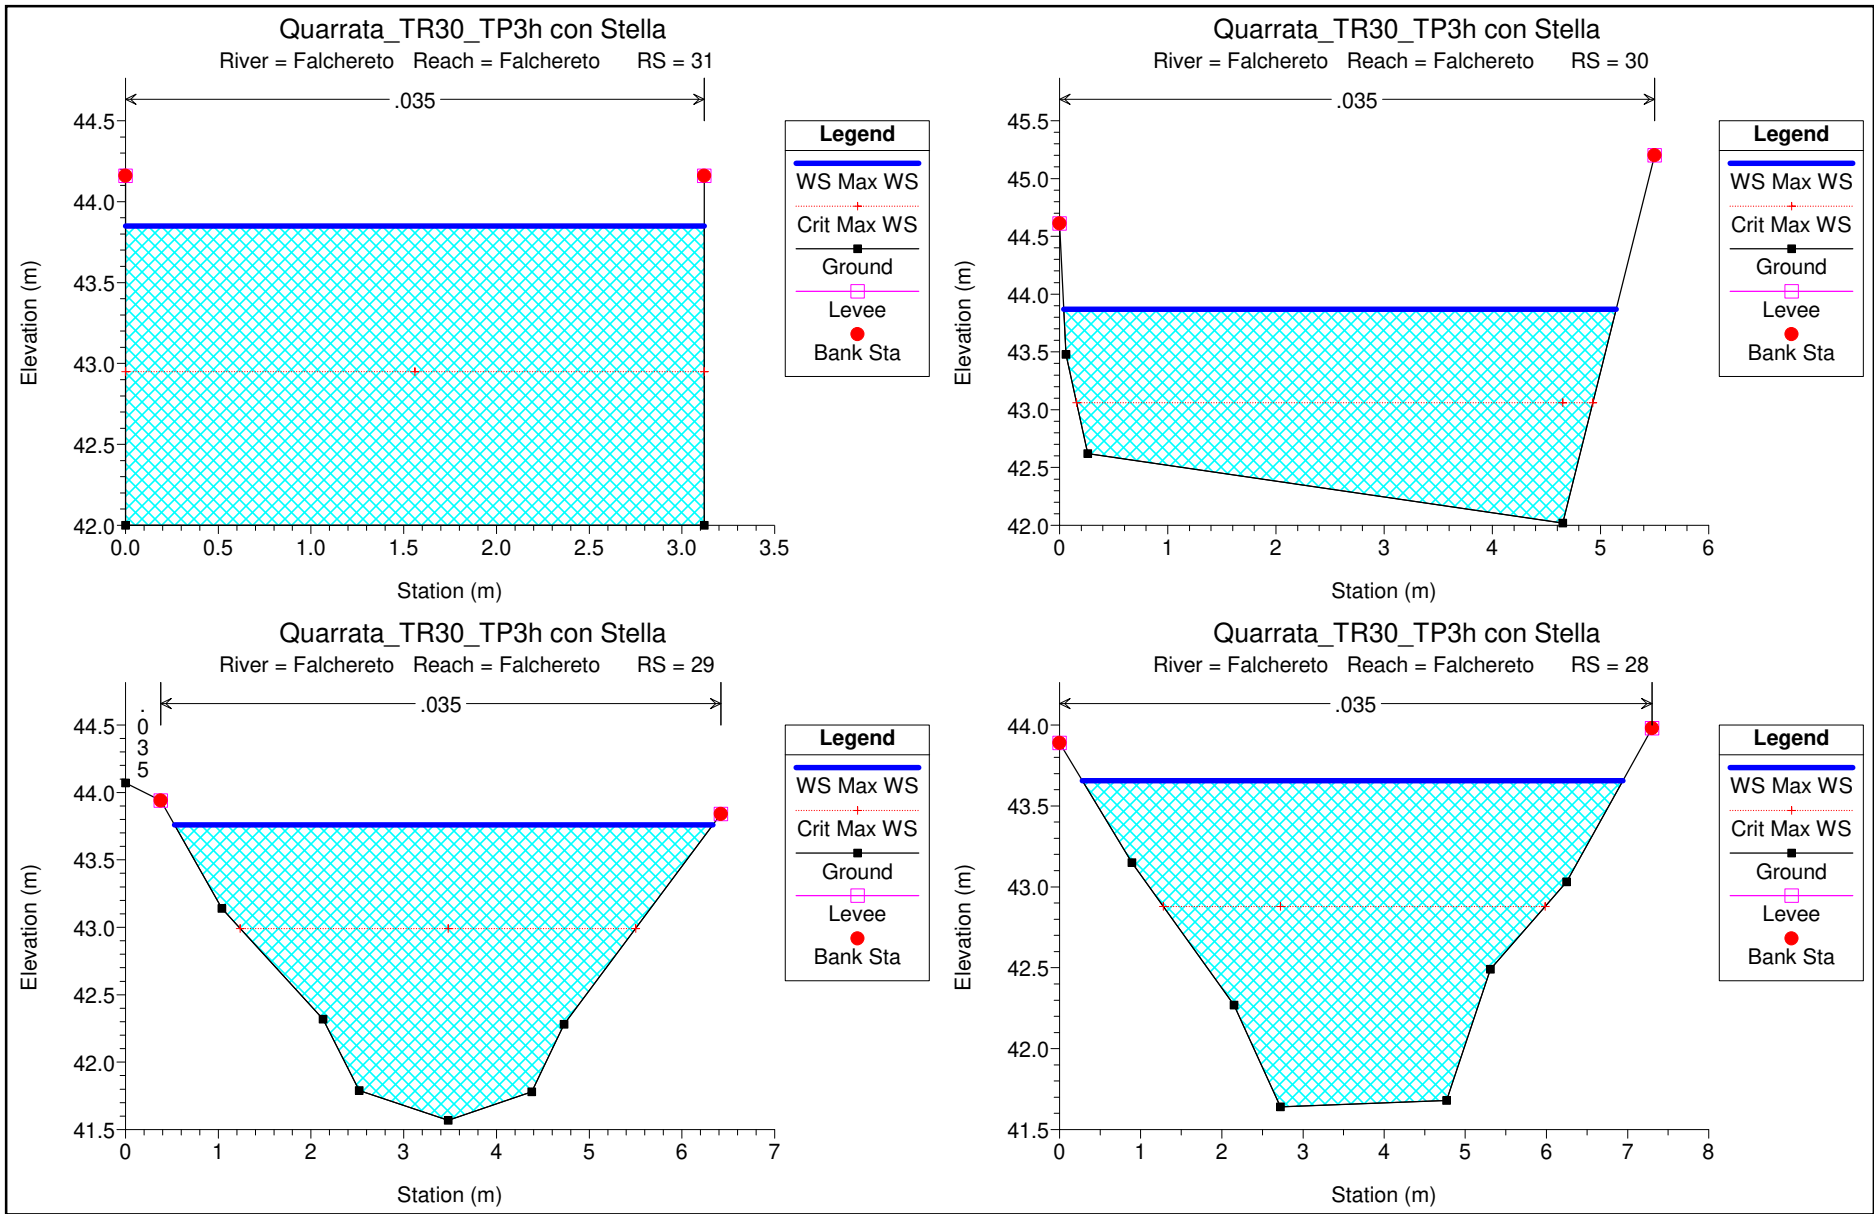 Quarrata_TR30_TP3h con Stella
River = Falchereto Reach = Falchereto RS = 31
.035
44.5
44.0
43.5
43.0
42.5
42.0
Elevation (m)
0.0 0.5 1.0 1.5 2.0 2.5 3.0 3.5
Station (m)
Legend
WS Max WS
Crit Max WS
Ground
Levee
Bank Sta
Quarrata_TR30_TP3h con Stella
River = Falchereto Reach = Falchereto RS = 30
.035
45.5
45.0
44.5
44.0
43.5
43.0
42.5
42.0
Elevation (m)
0 1 2 3 4 5 6
Station (m)
Legend
WS Max WS
Crit Max WS
Ground
Levee
Bank Sta
Quarrata_TR30_TP3h con Stella
River = Falchereto Reach = Falchereto RS = 29
.035
.035
44.5
44.0
43.5
43.0
42.5
42.0
41.5
Elevation (m)
0 1 2 3 4 5 6 7
Station (m)
Legend
WS Max WS
Crit Max WS
Ground
Levee
Bank Sta
Quarrata_TR30_TP3h con Stella
River = Falchereto Reach = Falchereto RS = 28
.035
44.0
43.5
43.0
42.5
42.0
41.5
Elevation (m)
0 1 2 3 4 5 6 7 8
Station (m)
Legend
WS Max WS
Crit Max WS
Ground
Levee
Bank Sta